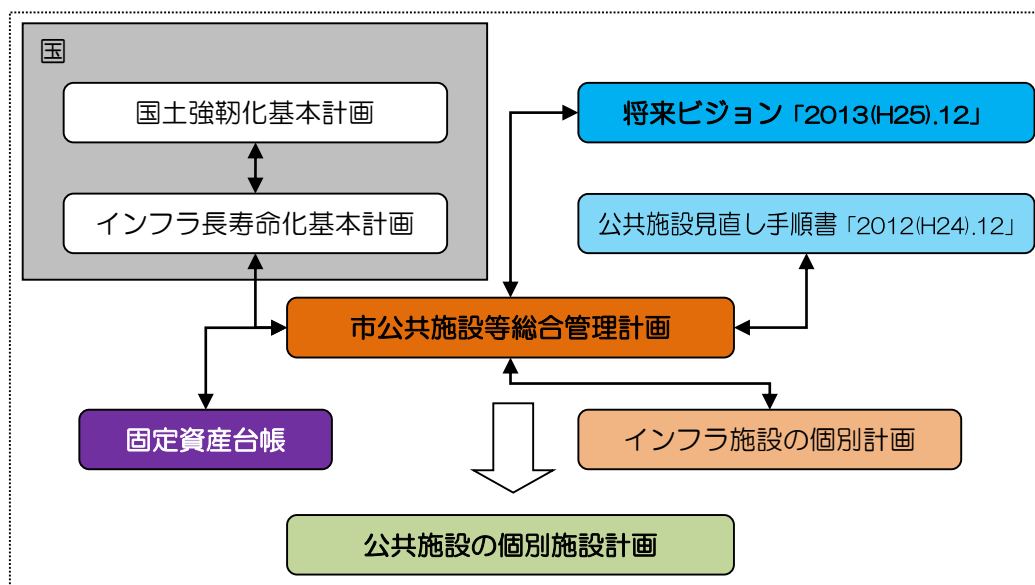 国
国土強靭化基本計画
インフラ長寿命化基本計画
将来ビジョン「2013(H25).12」
公共施設見直し手順書「2012(H24).12」
市公共施設等総合管理計画
固定資産台帳
インフラ施設の個別計画
公共施設の個別施設計画